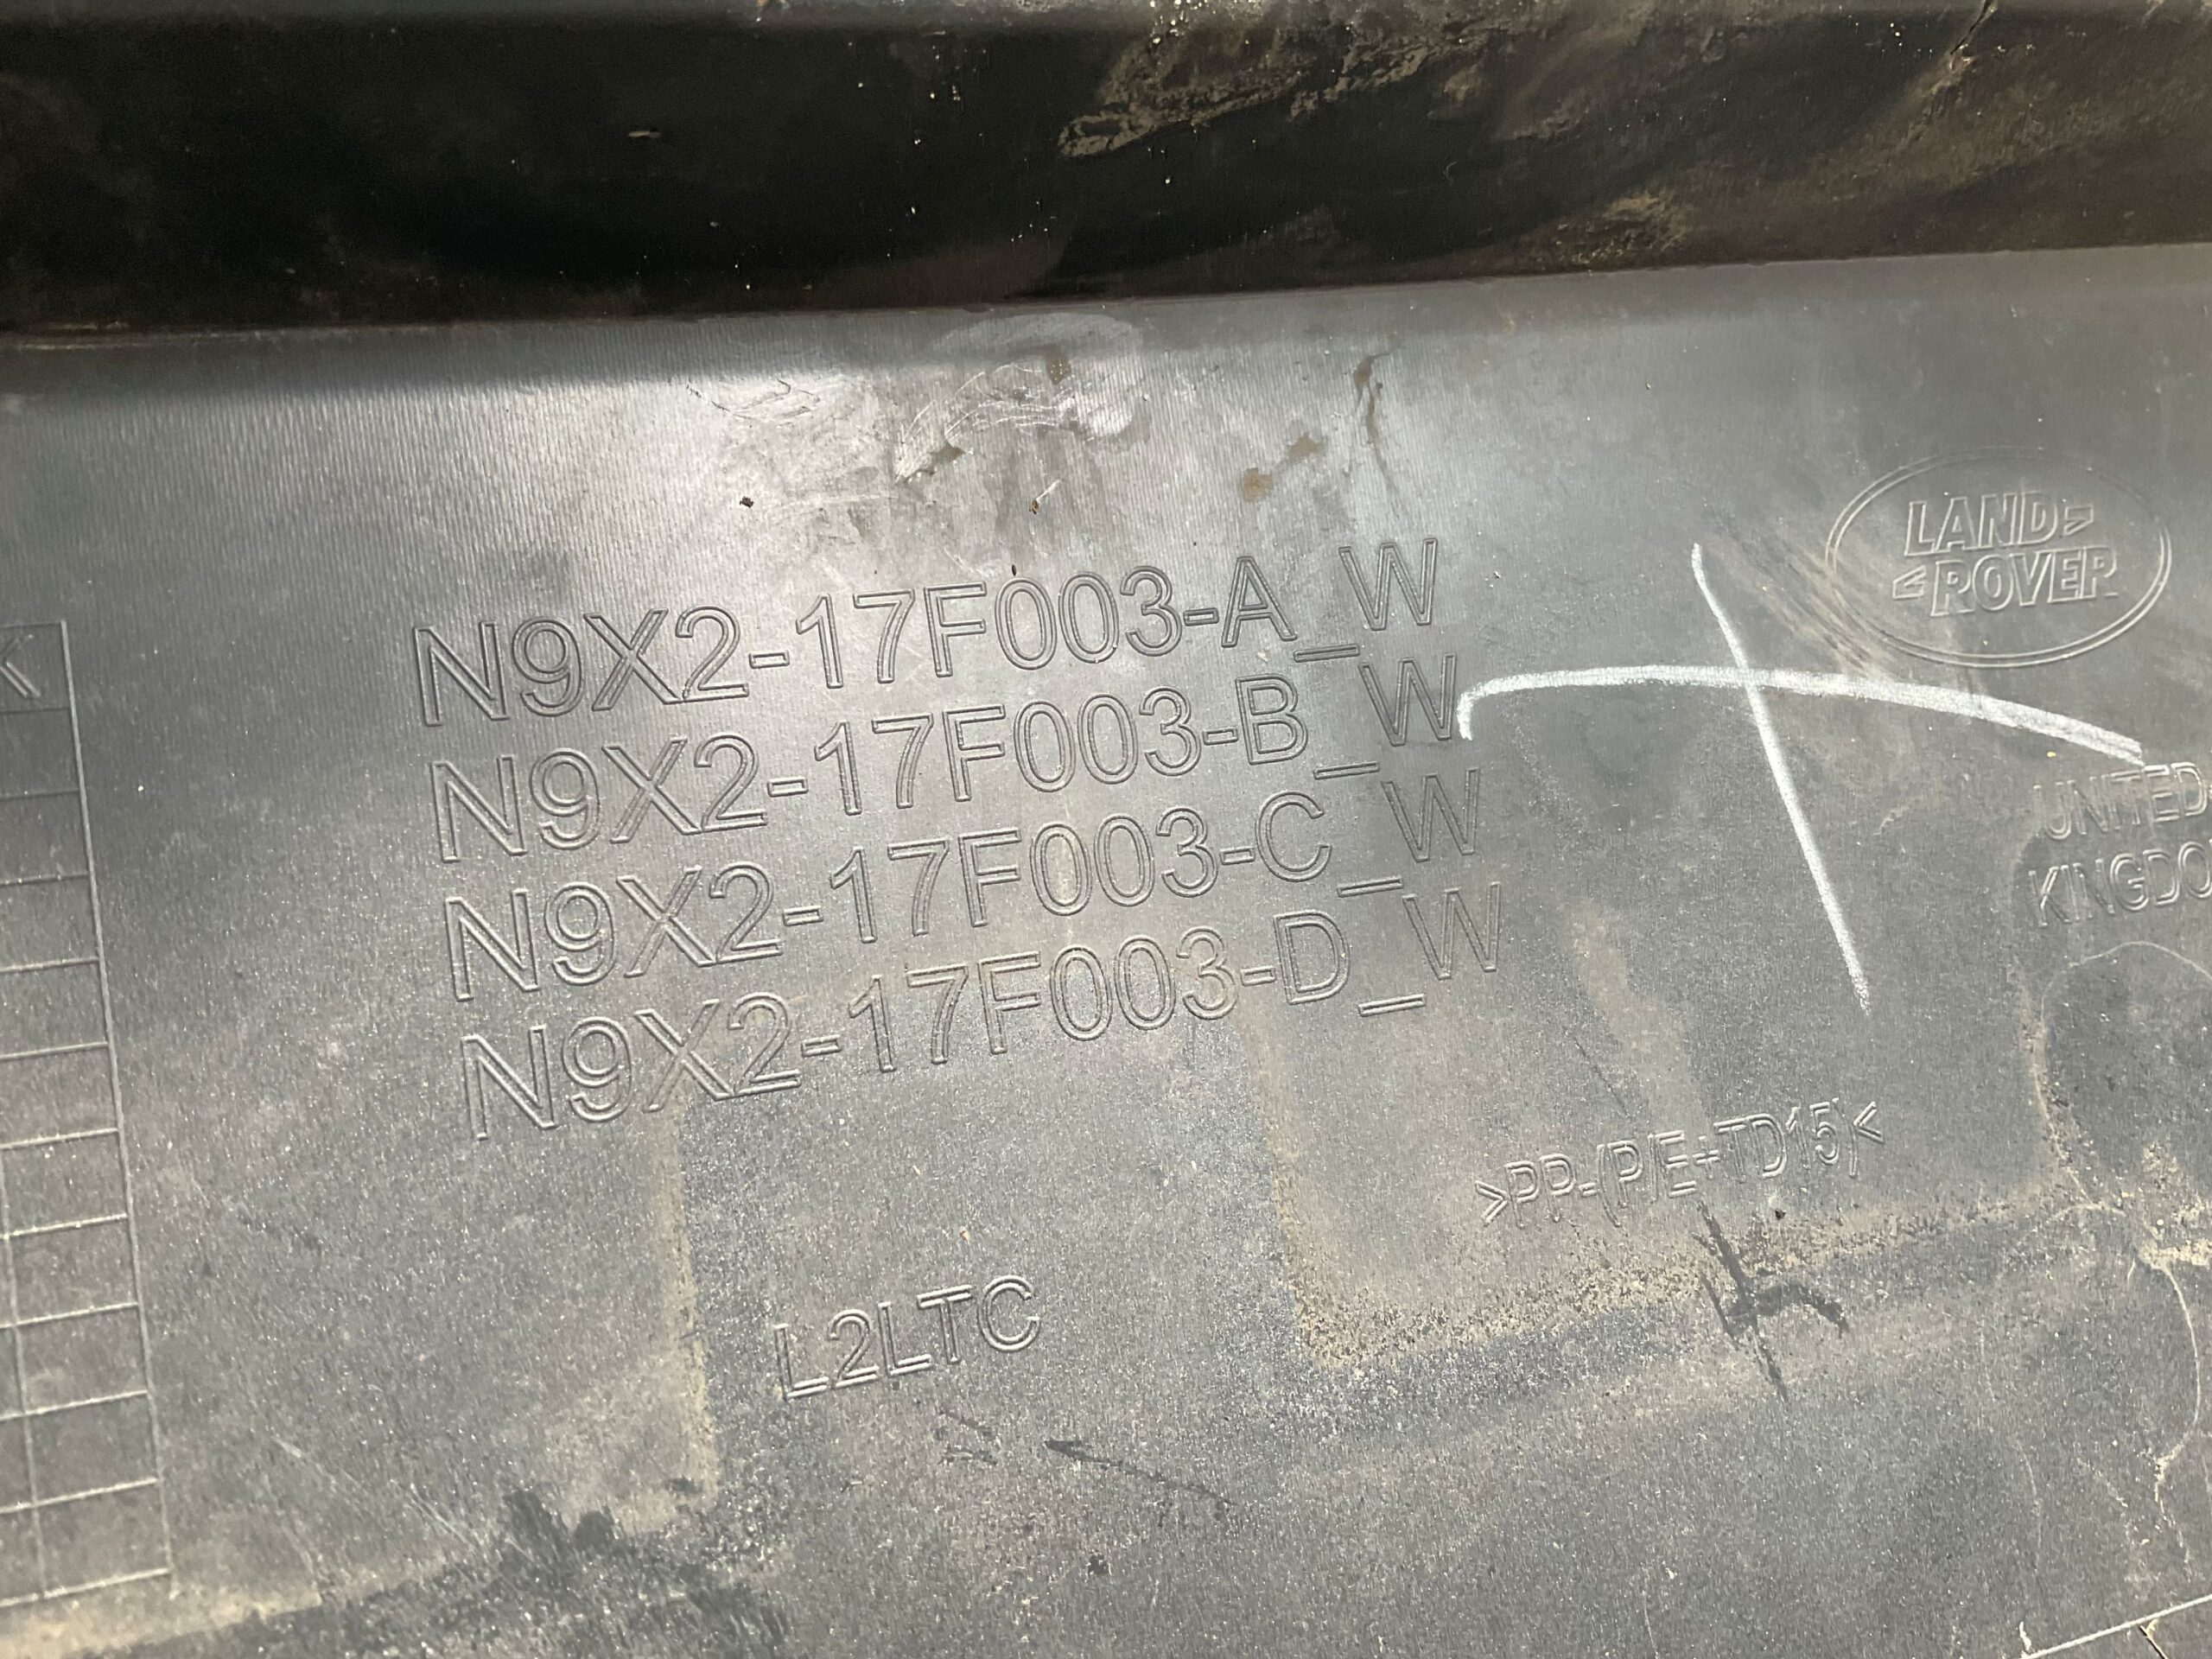 LAND
ROVER
K
N9X2-17F003-A_W
N9X2-17F003-B_W
N9X2-17F003-C_W
N9X2-17F003-D_W
UNITED
KINGDO
>PP-(P/E+TD15)<
L2LTC